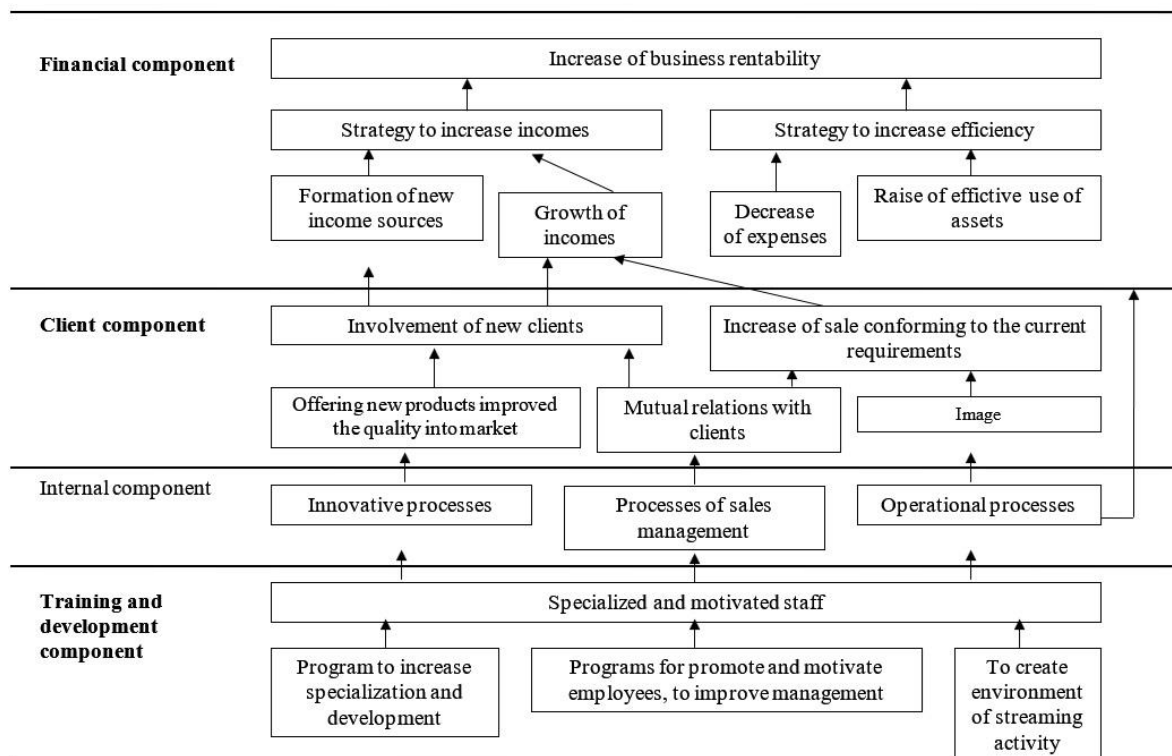 Financial component
Increase of business rentability
Strategy to increase incomes
Strategy to increase efficiency
Formation of new
income sources
Growth of
incomes
Decrease
of expenses
Raise of effictive use of
assets
Client component
Involvement of new clients
Increase of sale conforming to the current
requirements
Offering new products improved
the quality into market
Mutual relations with
clients
Image
Internal component
Innovative processes
Processes of sales
management
Operational processes
Training and
development
component
Specialized and motivated staff
Program to increase
specialization and
development
Programs for promote and motivate
employees, to improve management
To create
environment
of streaming
activity